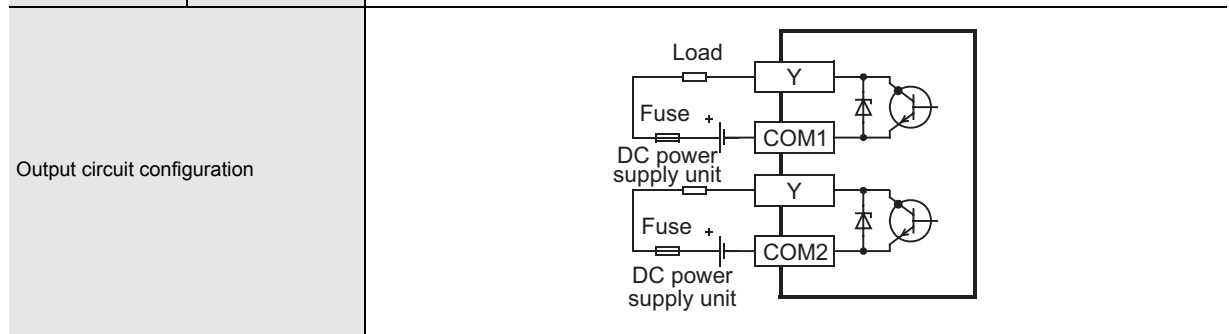 Output circuit configuration
Load
Y
Fuse +
COM1
DC power
supply unit
Y
Fuse +
COM2
DC power
supply unit